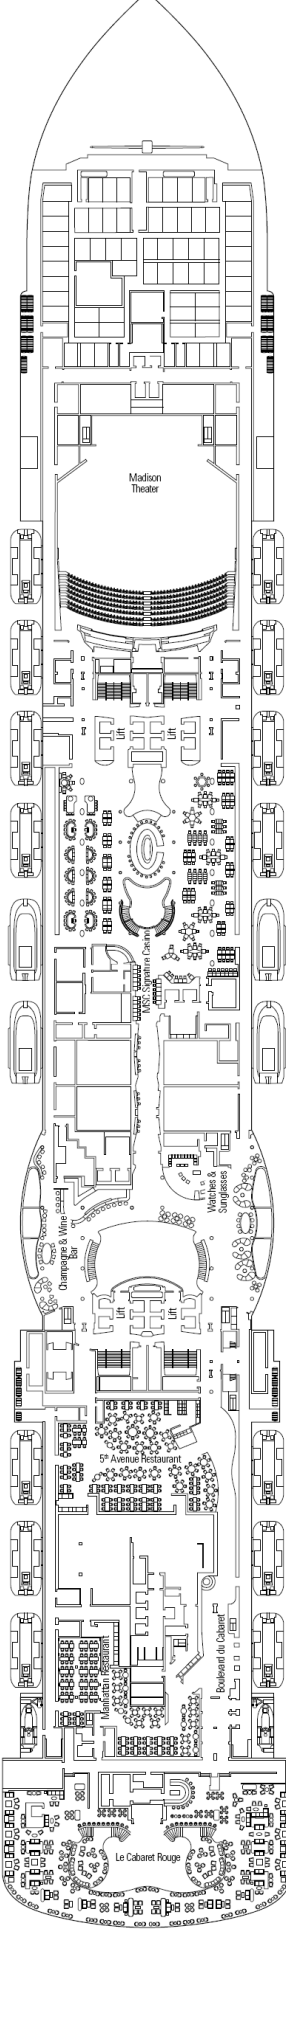 Madison
Theater
Lift
Lift
MSC Signature Casino
Watches &
Sunglesses
Champagne & Wine
Bar
Lift
Lift
5th Avenue Restaurant
Manhattan Restaurant
Boulevard du Cabaret
Le Cabaret Rouge